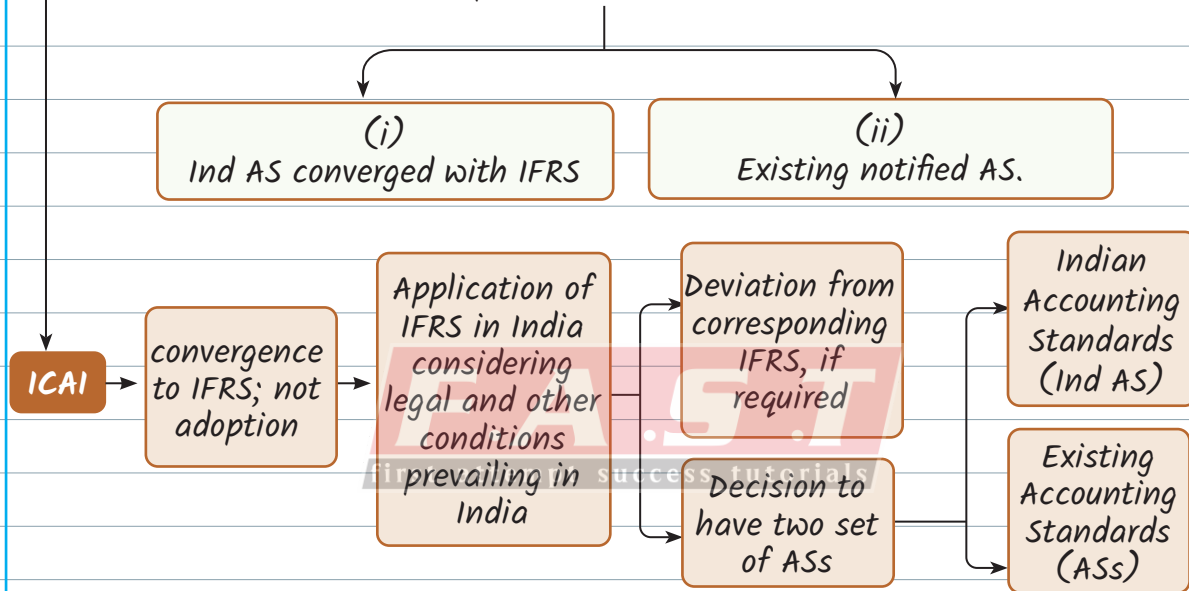 (i)
Ind AS converged with IFRS
(ii)
Existing notified AS.
ICAI
convergence
to IFRS; not
adoption
Application of
IFRS in India
considering
legal and other
conditions
prevailing in
India
Deviation from
corresponding
IFRS, if
required
Decision to
have two set
of ASs
Indian
Accounting
Standards
(Ind AS)
Existing
Accounting
Standards
(ASs)
F.A.S.T
first attempt success tutorials